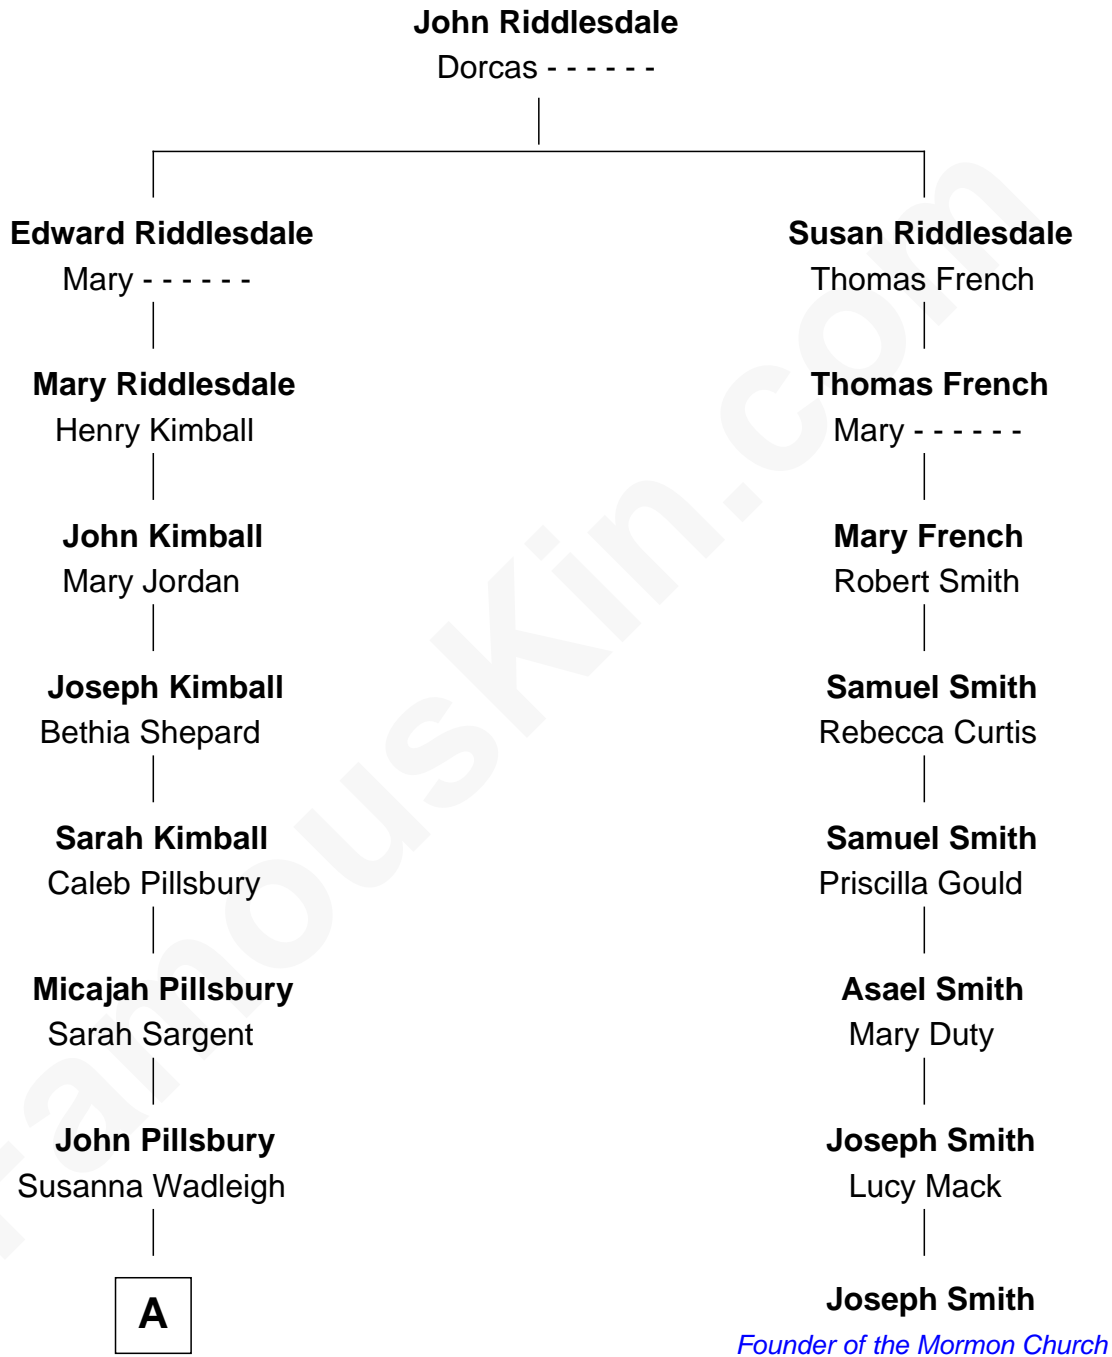 John Riddlesdale
Dorcas - - - - - -
Edward Riddlesdale
Mary - - - - - -
Susan Riddlesdale
Thomas French
Mary Riddlesdale
Henry Kimball
Thomas French
Mary - - - - - -
John Kimball
Mary Jordan
Mary French
Robert Smith
Joseph Kimball
Bethia Shepard
Samuel Smith
Rebecca Curtis
Sarah Kimball
Caleb Pillsbury
Samuel Smith
Priscilla Gould
Micajah Pillsbury
Sarah Sargent
Asael Smith
Mary Duty
John Pillsbury
Susanna Wadleigh
Joseph Smith
Lucy Mack
A
Joseph Smith
Founder of the Mormon Church
FamousKin.com